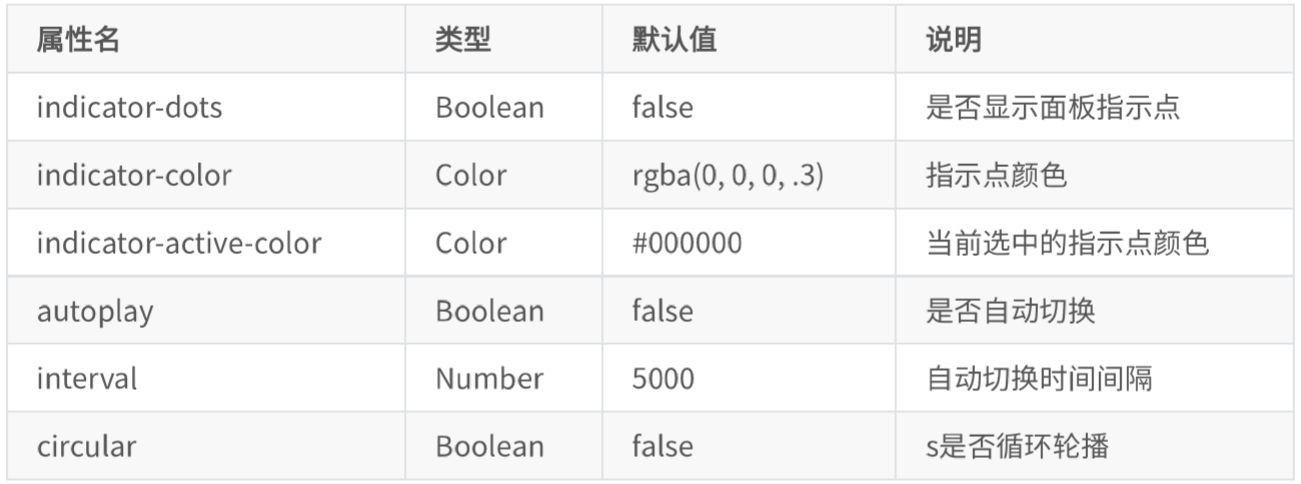 属性名 类型 默认值 说明
indicator-dots Boolean false 是否显示面板指示点
indicator-color Color rgba(0, 0, 0, .3) 指示点颜色
indicator-active-color Color #000000 当前选中的指示点颜色
autoplay Boolean false 是否自动切换
interval Number 5000 自动切换时间间隔
circular Boolean false s是否循环轮播